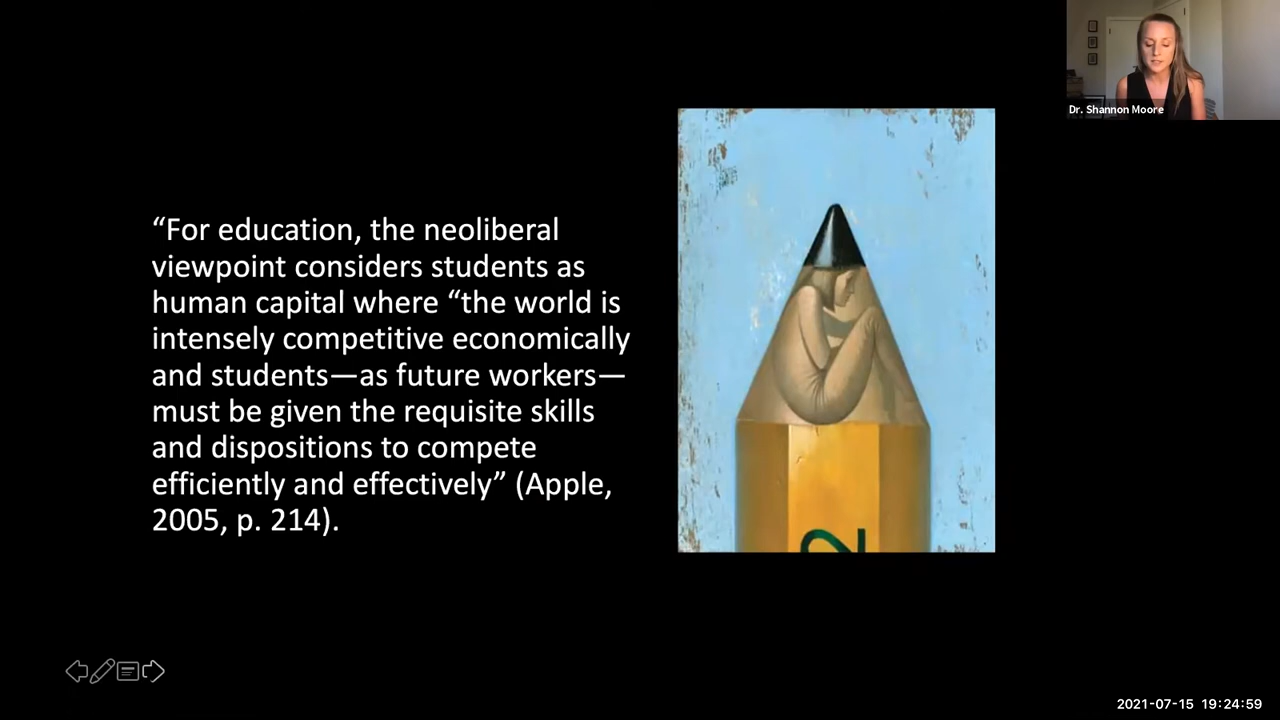 Dr. Shannon Moore
“For education, the neoliberal
viewpoint considers students as
human capital where “the world is
intensely competitive economically
and students—as future workers—
must be given the requisite skills
and dispositions to compete
efficiently and effectively” (Apple,
2005, p. 214).
2
2021-07-15 19:24:59